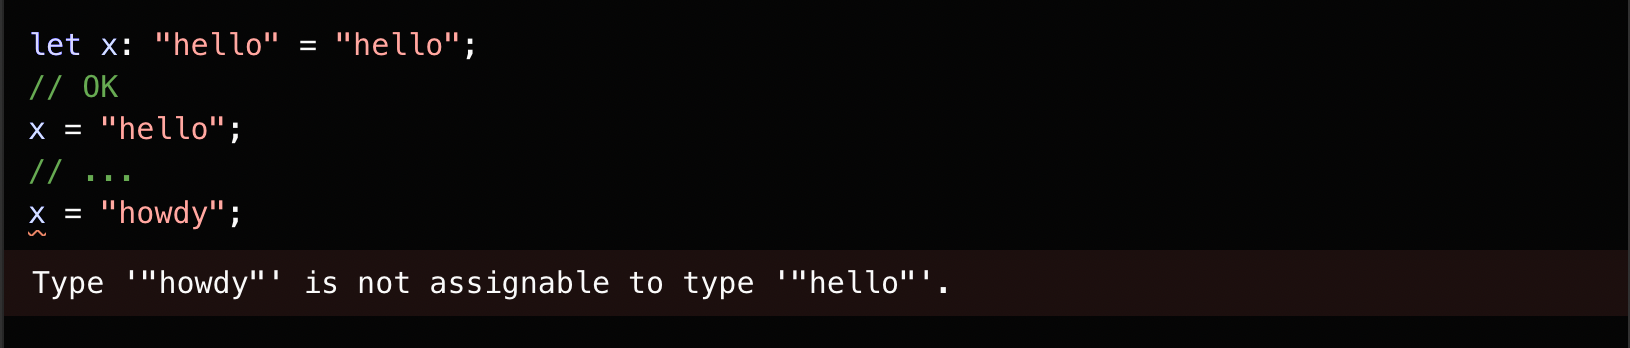 let x: "hello" = "hello";
// OK
x = "hello";
// ...
x = "howdy";
Type '"howdy"' is not assignable to type '"hello"'.